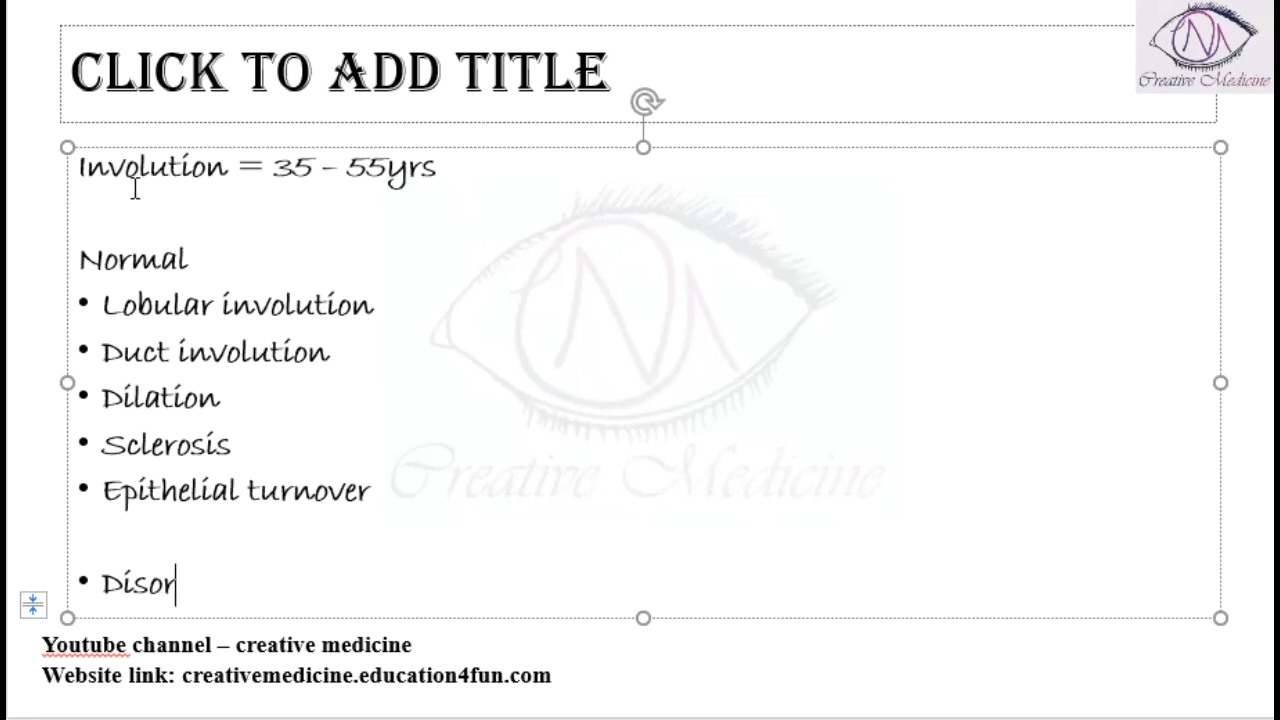 CLICK TO ADD TITLE
Creative Medicine
Involution = 35 – 55yrs
Normal
• Lobular involution
• Duct involution
• Dilation
• Sclerosis
• Epithelial turnover
Creative Medicine
• Disor
Youtube channel – creative medicine
Website link: creativemedicine.education4fun.com